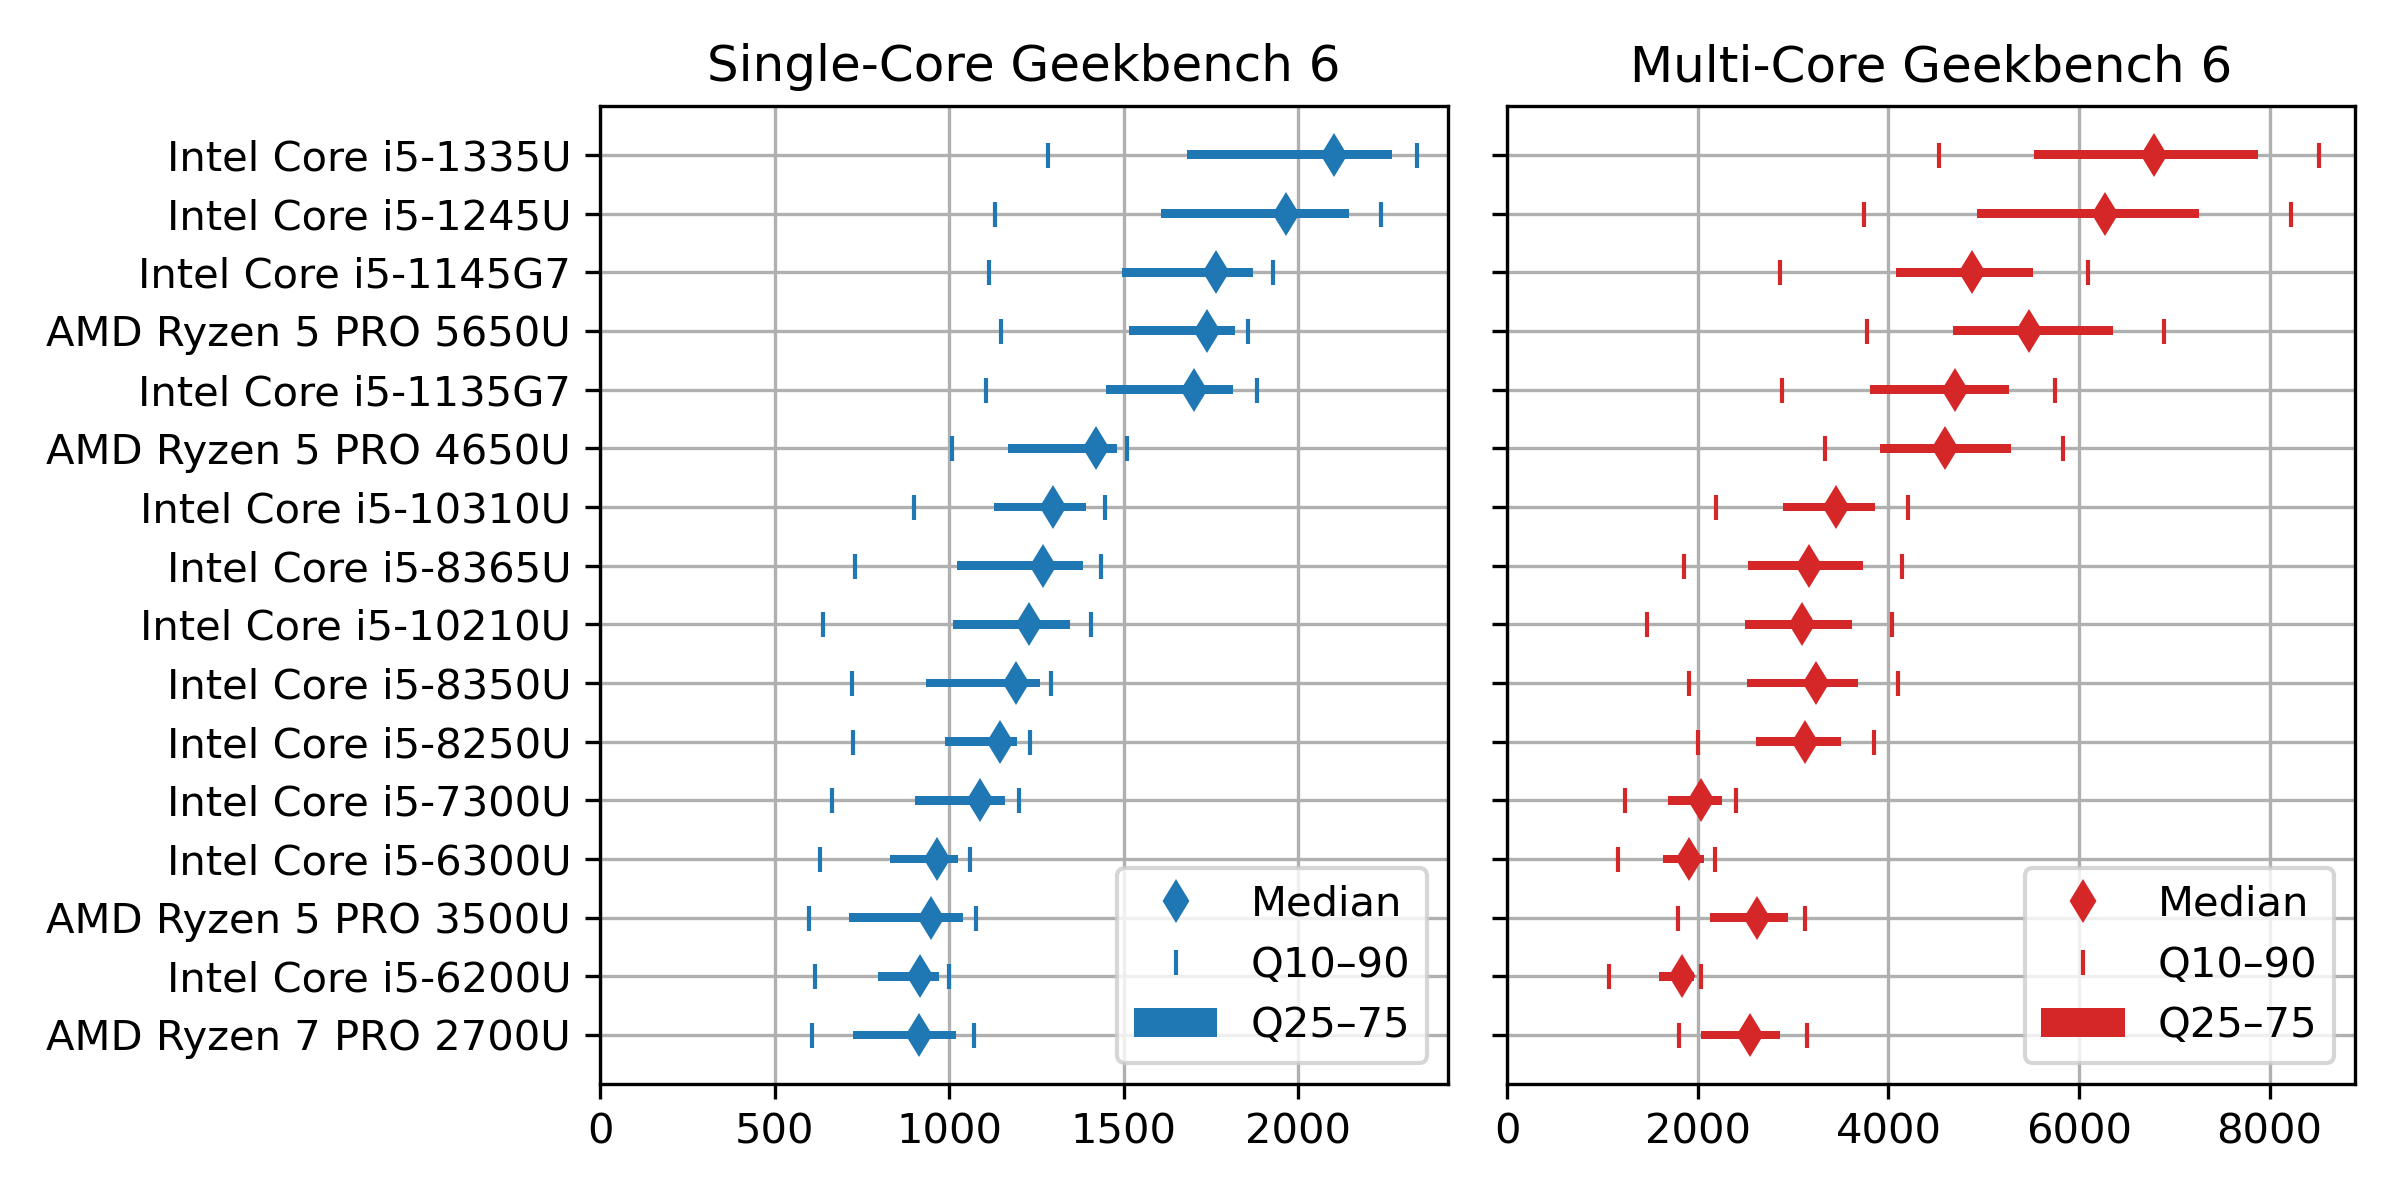 Single-Core Geekbench 6
Multi-Core Geekbench 6
Intel Core i5-1335U
Intel Core i5-1245U
Intel Core i5-1145G7
AMD Ryzen 5 PRO 5650U
Intel Core i5-1135G7
AMD Ryzen 5 PRO 4650U
Intel Core i5-10310U
Intel Core i5-8365U
Intel Core i5-10210U
Intel Core i5-8350U
Intel Core i5-8250U
Intel Core i5-7300U
Intel Core i5-6300U
AMD Ryzen 5 PRO 3500U
Intel Core i5-6200U
AMD Ryzen 7 PRO 2700U
Median
Q10–90
Q25–75
Median
Q10–90
Q25–75
0 500 1000 1500 2000
0 2000 4000 6000 8000